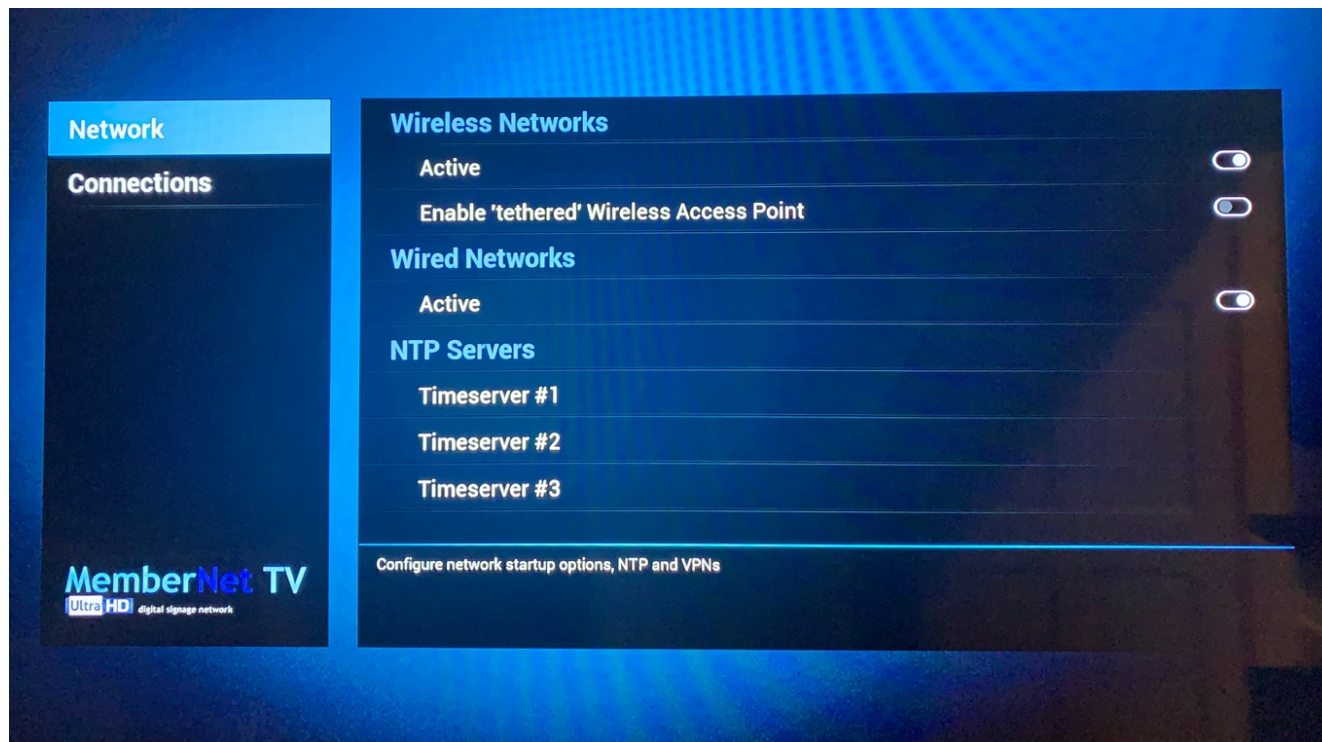 Network
Connections
Wireless Networks
Active
Enable 'tethered' Wireless Access Point
Wired Networks
Active
NTP Servers
Timeserver #1
Timeserver #2
Timeserver #3
Configure network startup options, NTP and VPNs
MemberNet TV
Ultra HD digital signage network